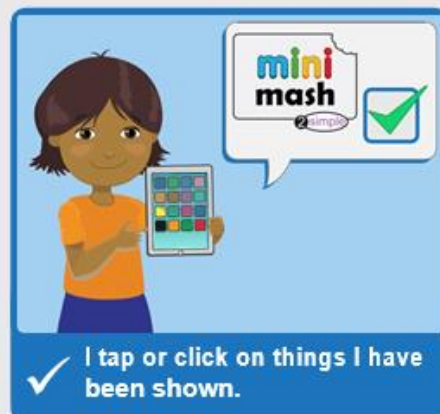 mini
mash
2simple
I tap or click on things I have
been shown.